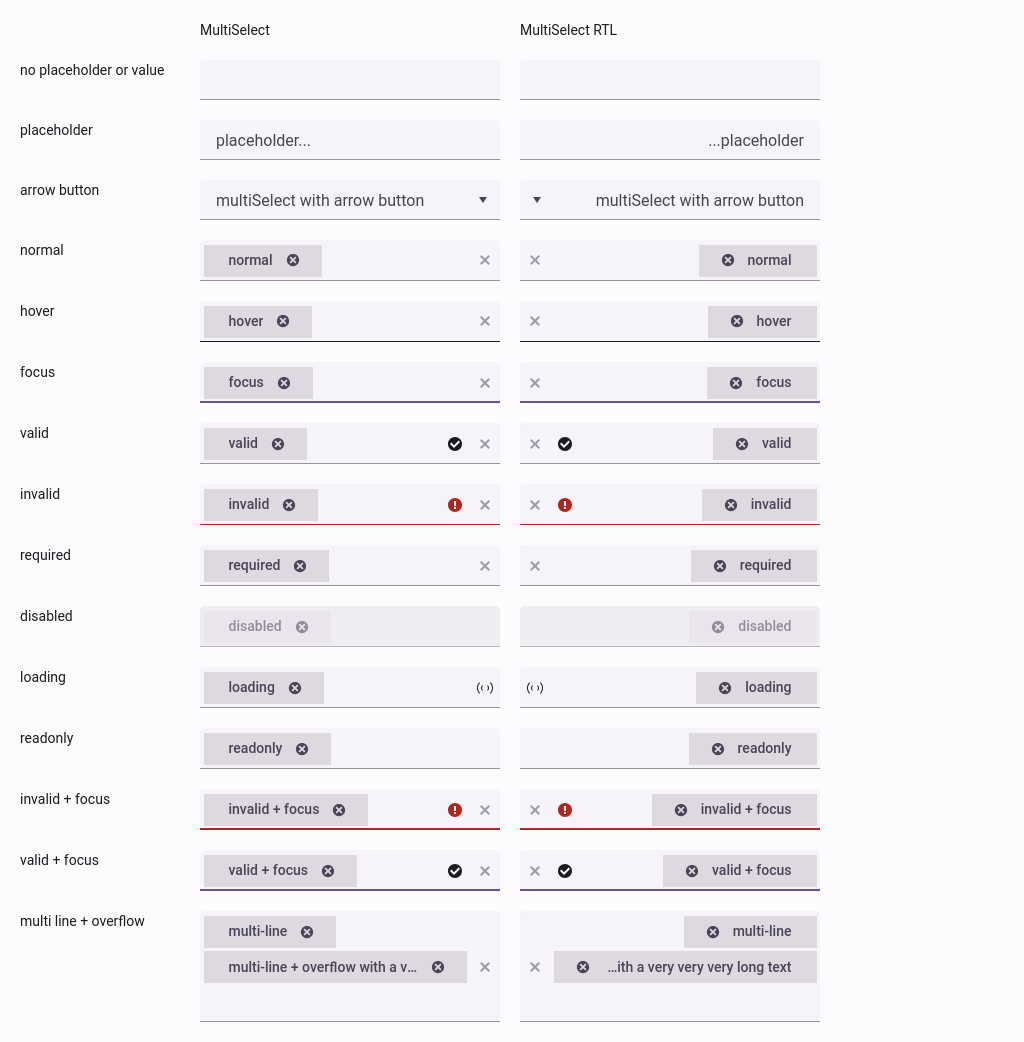 MultiSelect MultiSelect RTL
no placeholder or value
placeholder placeholder... ...placeholder
arrow button multiSelect with arrow button multiSelect with arrow button
normal normal normal
hover hover hover
focus focus focus
valid valid valid
invalid invalid invalid
required required required
disabled disabled disabled
loading loading loading
readonly readonly readonly
invalid + focus invalid + focus invalid + focus
valid + focus valid + focus valid + focus
multi line + overflow multi-line multi-line
multi-line + overflow with a v... ...ith a very very very long text